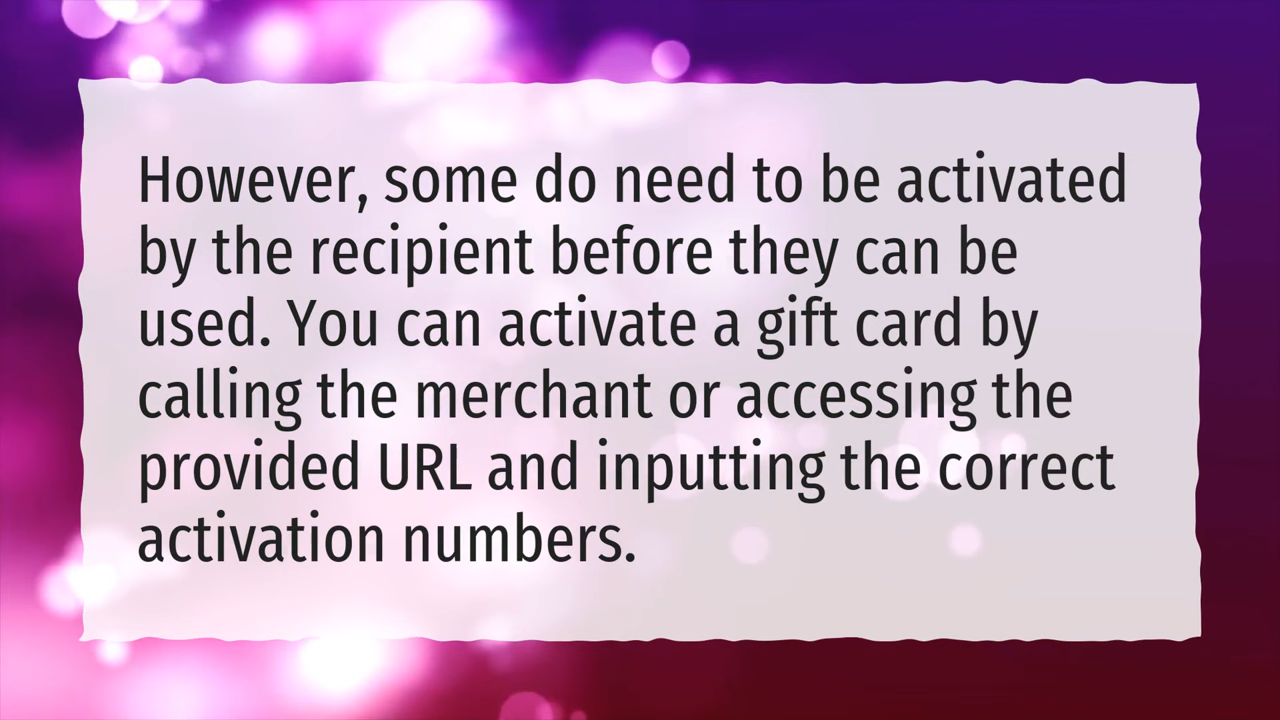 However, some do need to be activated
by the recipient before they can be
used. You can activate a gift card by
calling the merchant or accessing the
provided URL and inputting the correct
activation numbers.